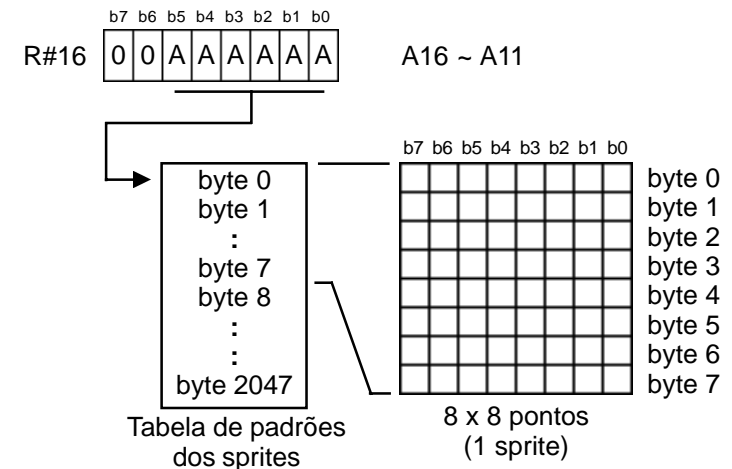 b7 b6 b5 b4 b3 b2 b1 b0
R#16 0 0 A A A A A A A16 ~ A11
b7 b6 b5 b4 b3 b2 b1 b0
byte 0
byte 1
:
byte 7
byte 8
:
:
byte 2047
Tabela de padrões
dos sprites
byte 0
byte 1
byte 2
byte 3
byte 4
byte 5
byte 6
byte 7
8 x 8 pontos
(1 sprite)